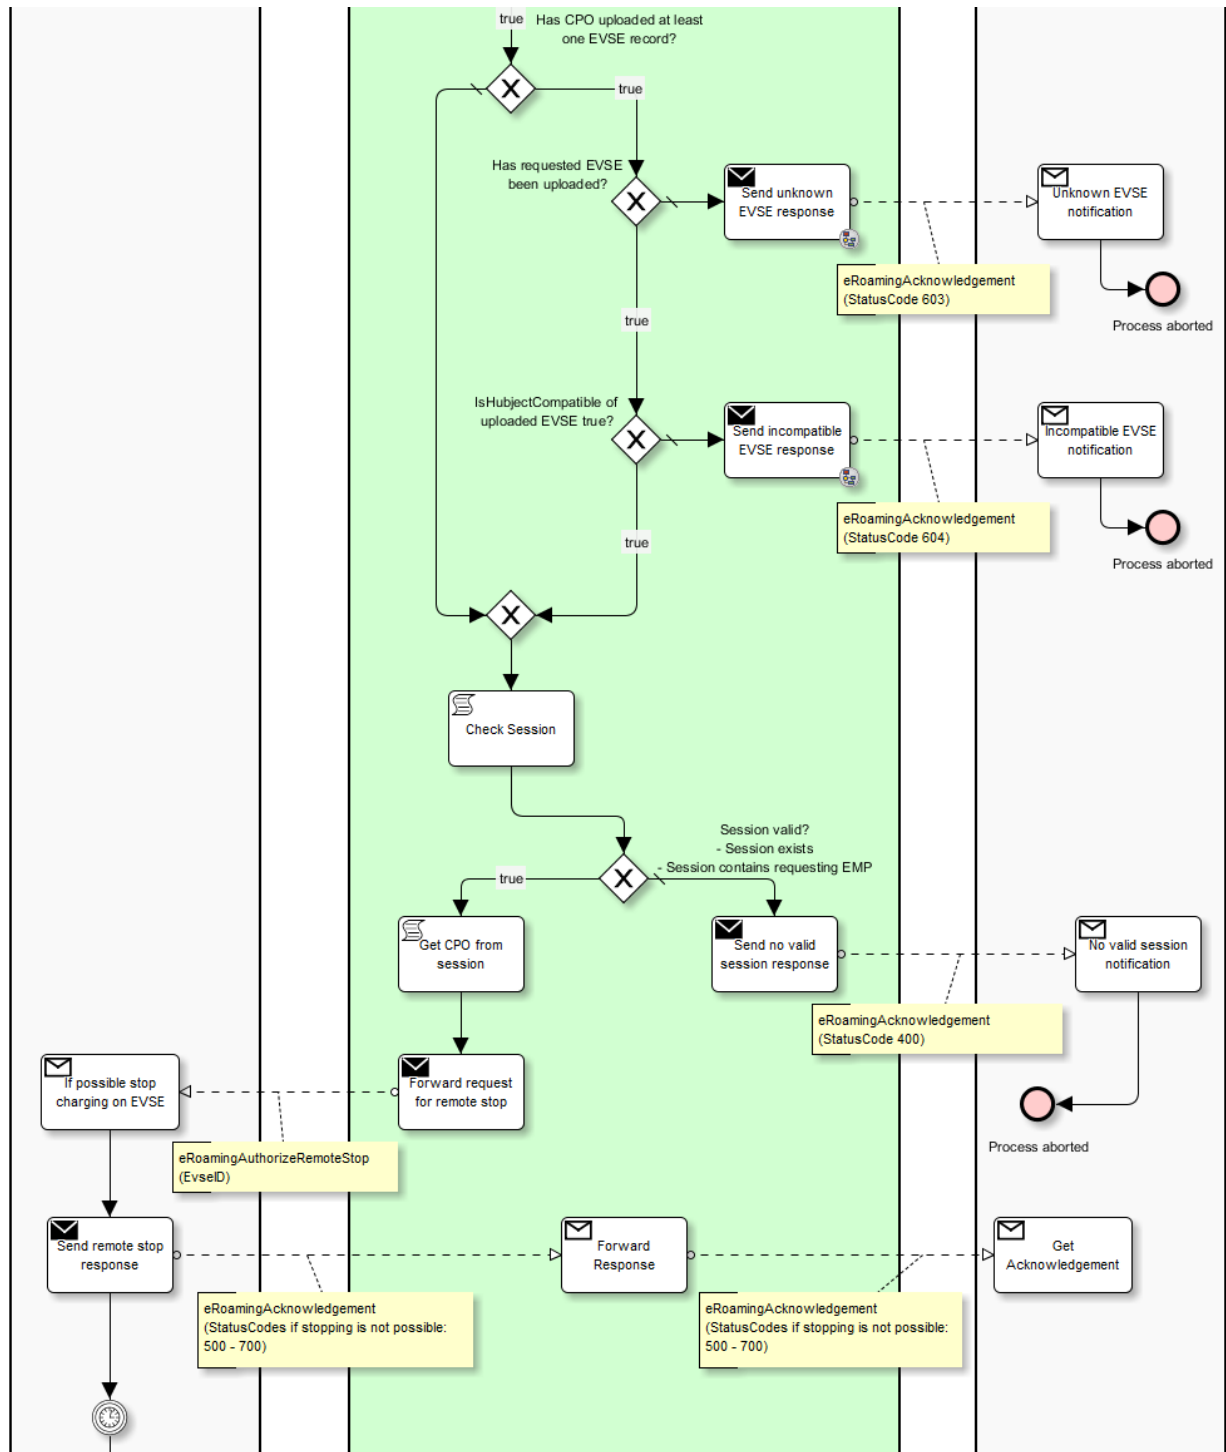 true
Has CPO uploaded at least
one EVSE record?
true
Has requested EVSE
been uploaded?
Send unknown
EVSE response
Unknown EVSE
notification
eRoamingAcknowledgement
(StatusCode 603)
Process aborted
true
IsHubjectCompatible of
uploaded EVSE true?
Send incompatible
EVSE response
Incompatible EVSE
notification
eRoamingAcknowledgement
(StatusCode 604)
Process aborted
true
Check Session
Session valid?
- Session exists
- Session contains requesting EMP
true
Get CPO from
session
Send no valid
session response
No valid session
notification
eRoamingAcknowledgement
(StatusCode 400)
If possible stop
charging on EVSE
Forward request
for remote stop
Process aborted
eRoamingAuthorizeRemoteStop
(EvseID)
Send remote stop
response
Forward
Response
Get
Acknowledgement
eRoamingAcknowledgement
(StatusCodes if stopping is not possible:
500 - 700)
eRoamingAcknowledgement
(StatusCodes if stopping is not possible:
500 - 700)